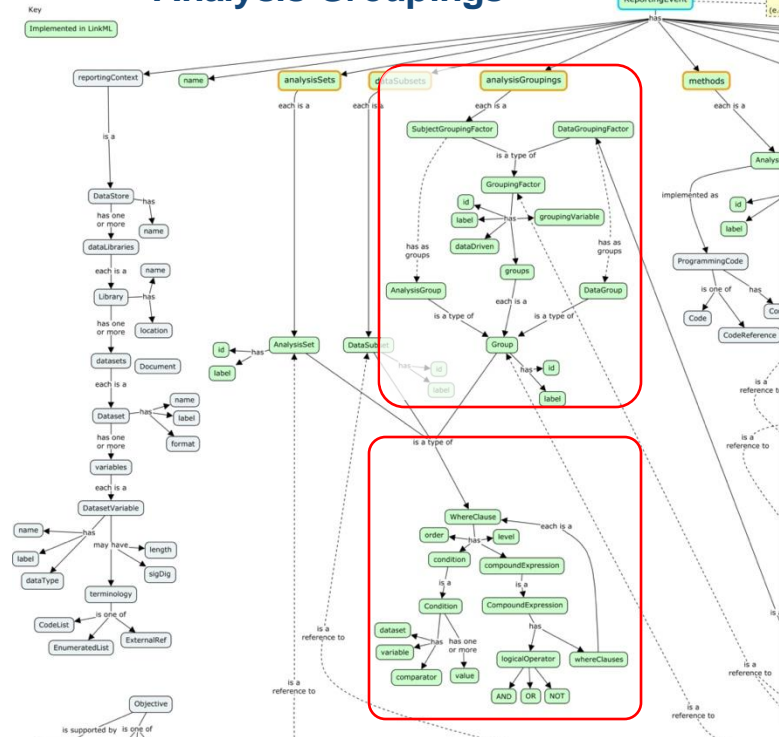 Analysis Groupings
Key
Implemented in LinkML
ReportingEvent
(e.
has
reportingContext
name
analysisSets
dataSubsets
analysisGroupings
methods
each is a
each is a
each is a
each is a
is a
SubjectGroupingFactor
DataGroupingFactor
is a type of
GroupingFactor
DataStore
has
has one
or more
name
dataLibraries
id
label
has
groupingVariable
dataDriven
has as
groups
has as
groups
groups
each is a
Library
name
has
location
AnalysisGroup
DataGroup
each is a
is a type of
is a type of
implemented as
id
label
ProgrammingCode
is one of
has
Code
CodeReference
has one
or more
datasets
Document
id
has
label
AnalysisSet
DataSubset
has
id
label
Group
has
id
label
each is a
Dataset
has
name
label
format
is a
reference to
has one
or more
variables
is a type of
is a
reference to
each is a
DatasetVariable
name
has
label
dataType
may have
length
sigDig
terminology
is one of
CodeList
EnumeratedList
ExternalRef
WhereClause
order
has
level
each is a
condition
compoundExpression
is a
is a
Condition
CompoundExpression
dataset
variable
has
has one
or more
has
comparator
value
logicalOperator
whereClauses
AND
OR
NOT
is a
reference to
is a
reference to
is a
reference to
is a
reference to
Objective
is supported by
is one of